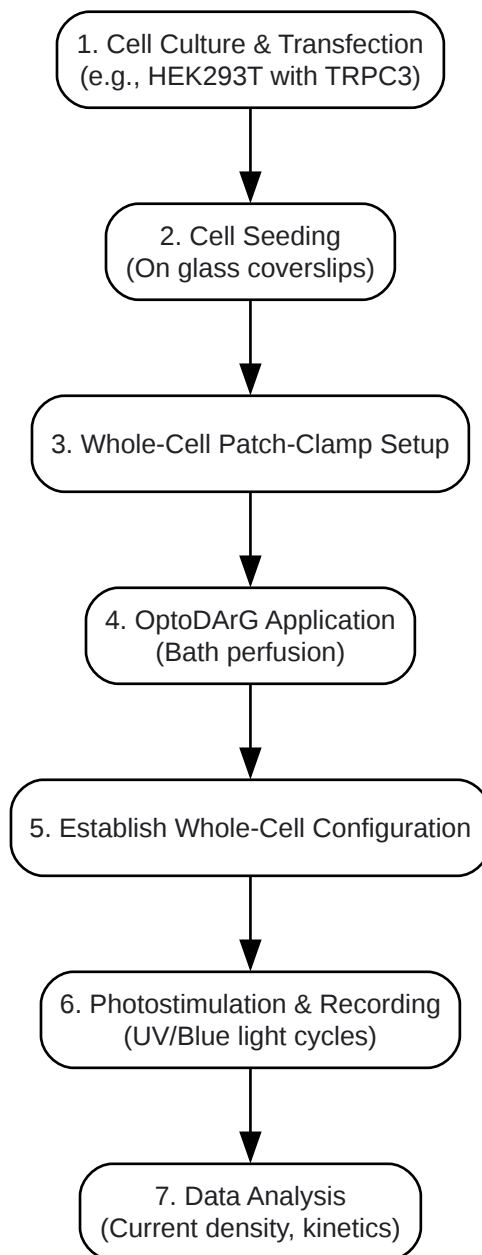 1. Cell Culture & Transfection
(e.g., HEK293T with TRPC3)
2. Cell Seeding
(On glass coverslips)
3. Whole-Cell Patch-Clamp Setup
4. OptoDArG Application
(Bath perfusion)
5. Establish Whole-Cell Configuration
6. Photostimulation & Recording
(UV/Blue light cycles)
7. Data Analysis
(Current density, kinetics)